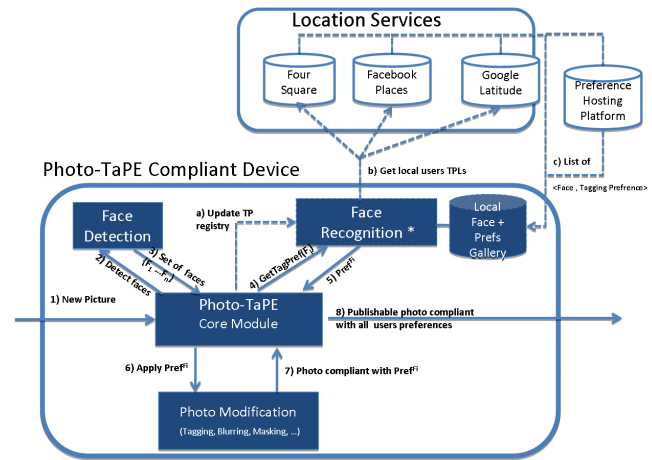 Location Services
Four
Square
Facebook
Places
Google
Latitude
Preference
Hosting
Platform
c) List of
<Face , Tagging Prefrence>
b) Get local users TPLs
Photo-TaPE Compliant Device
Face
Detection
a) Update TP
registry
Face
Recognition *
Local
Face +
Prefs
Gallery
3) Set of faces
(F1 ...Fn)
2) Detect faces
4) GetTagPref(Fi)
5) PrefFi
1) New Picture
Photo-TaPE
Core Module
8) Publishable photo compliant
with all users preferences
6) Apply PrefFi
7) Photo compliant with PrefFi
Photo Modification
(Tagging, Blurring, Masking, ...)